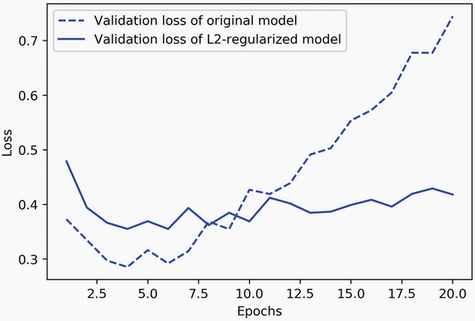 Validation loss of original model
Validation loss of L2-regularized model
Loss
0.7
0.6
0.5
0.4
0.3
2.5 5.0 7.5 10.0 12.5 15.0 17.5 20.0
Epochs